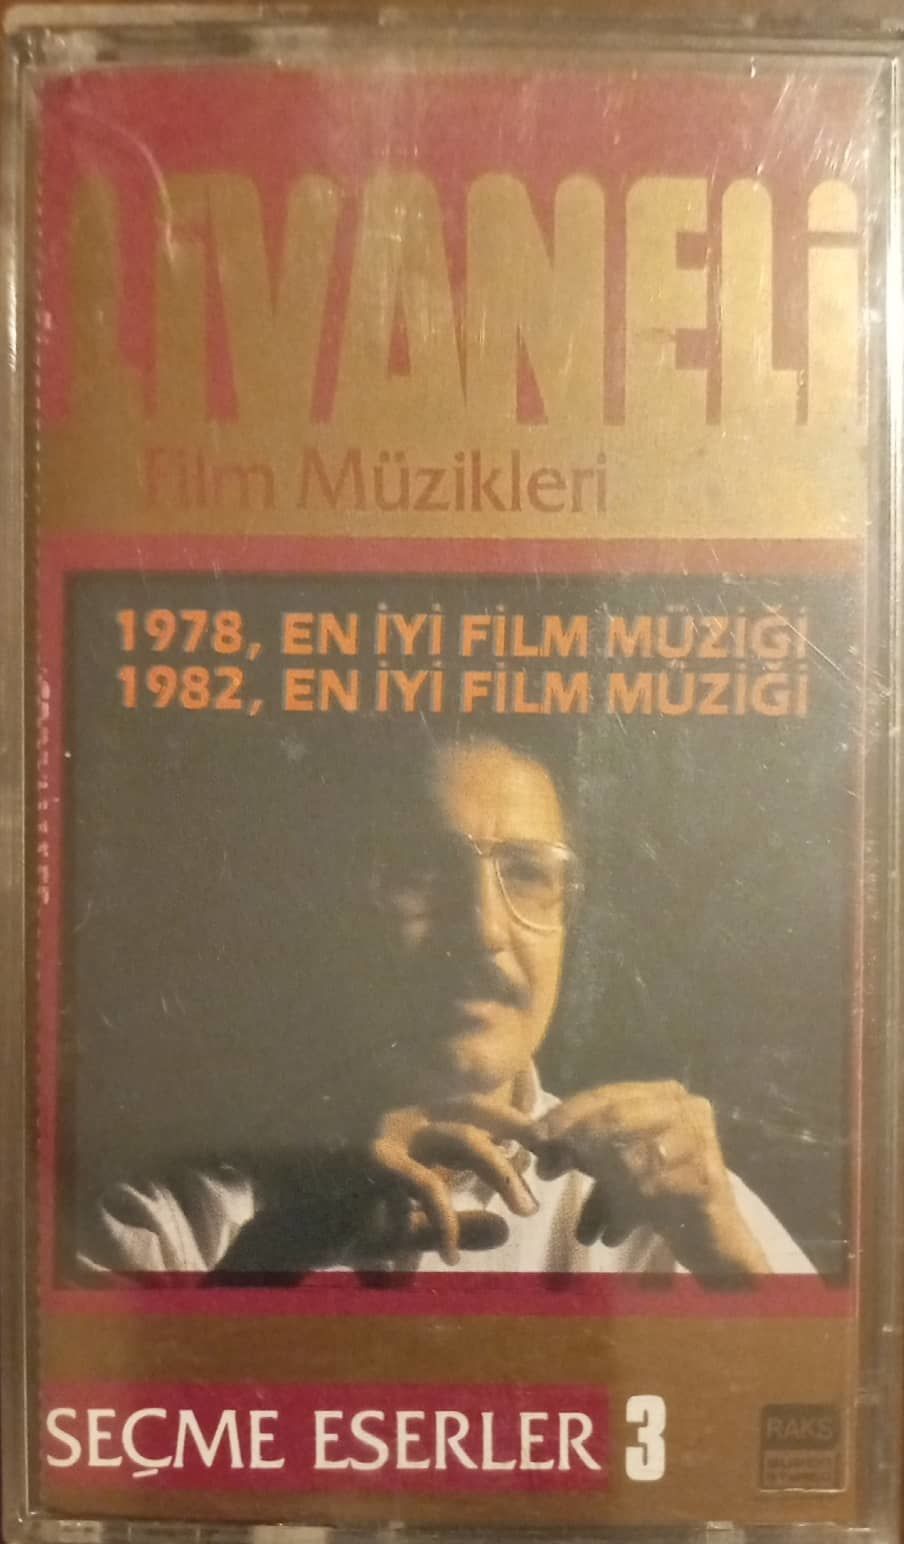 LİVANELİ
Film Müzikleri
1978, EN İYİ FİLM MÜZİĞİ
1982, EN İYİ FİLM MÜZİĞİ
SEÇME ESERLER 3
RAKS